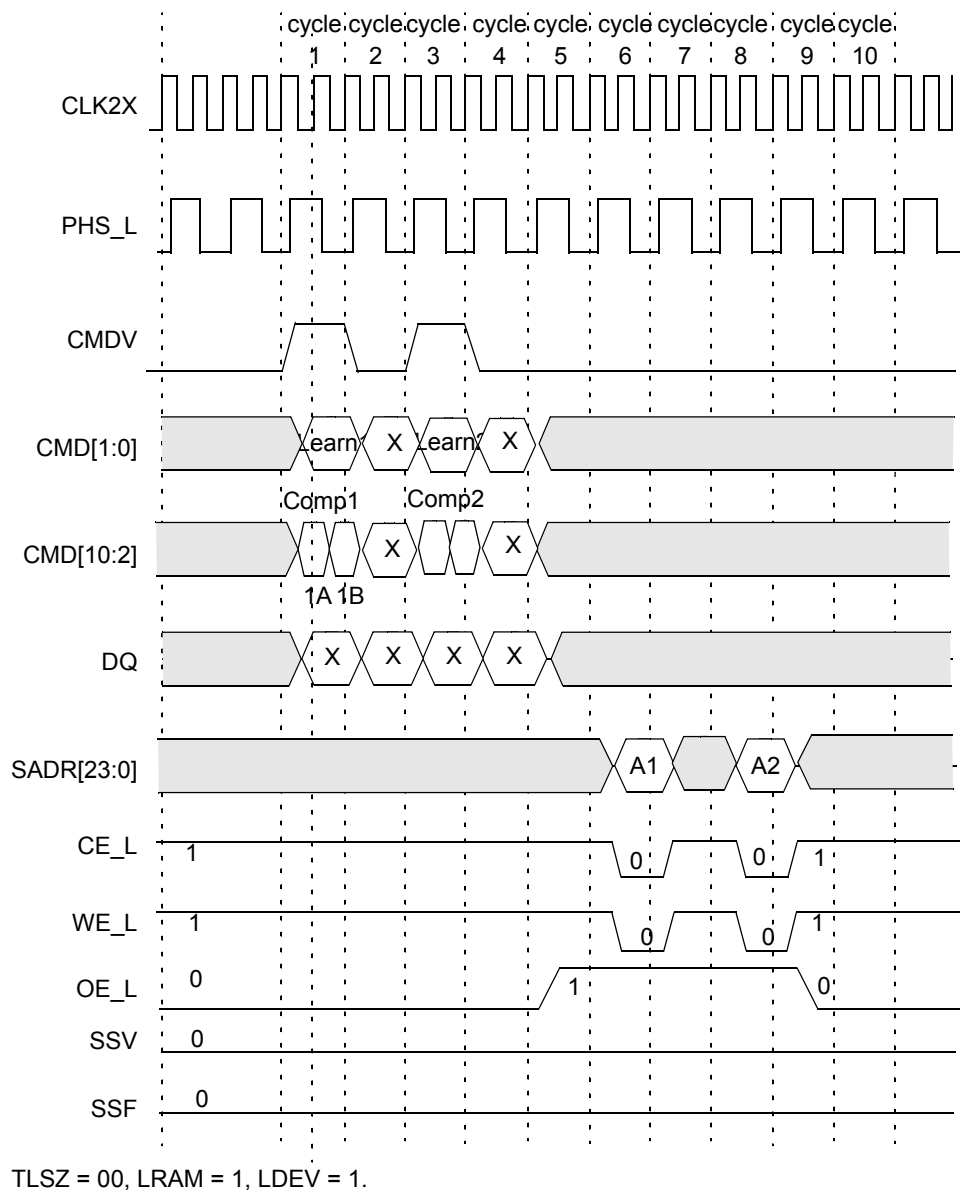 cycle cycle cycle cycle cycle cycle cycle cycle cycle cycle
1 2 3 4 5 6 7 8 9 10
CLK2X
PHS_L
CMDV
CMD[1:0] Learn1 X Learn2 X
Comp1 Comp2
CMD[10:2] X X
1A 1B
DQ X X X X
SADR[23:0] A1 A2
CE_L 1 0 0 1
WE_L 1 0 0 1
OE_L 0 1 0
SSV 0
SSF 0
TLSZ = 00, LRAM = 1, LDEV = 1.